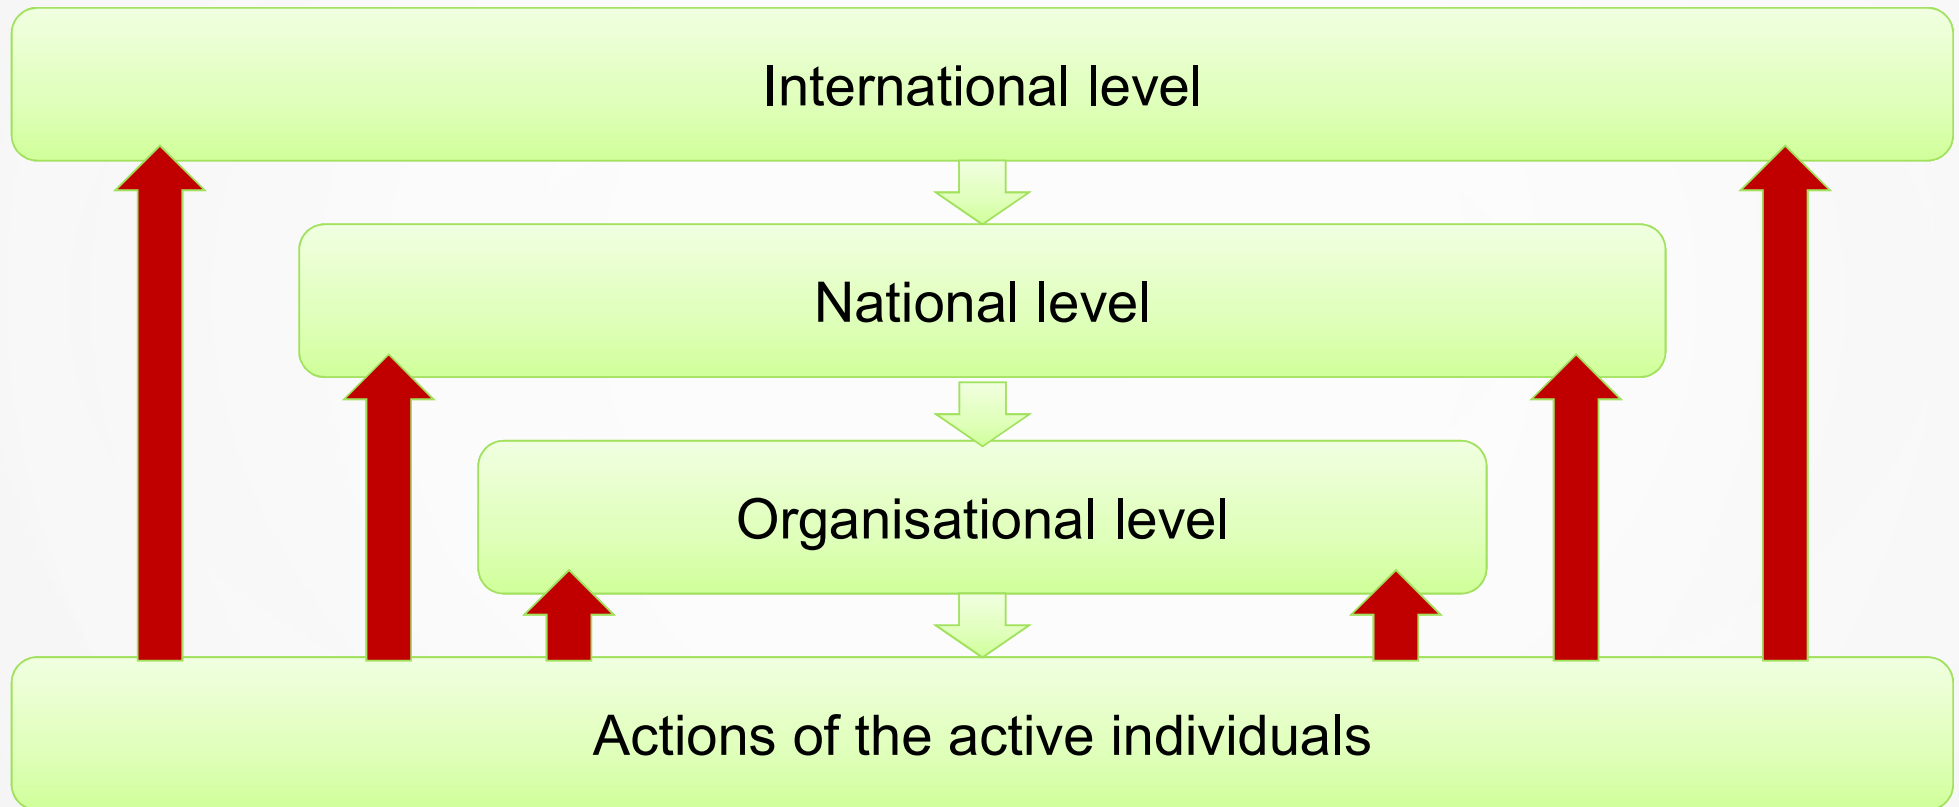 International level
National level
Organisational level
Actions of the active individuals